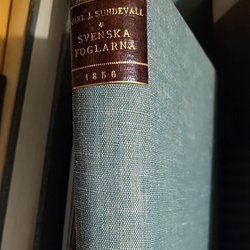 CARL J. SUNDEVALL
*
SVENSKA
FOGLARNA
1856